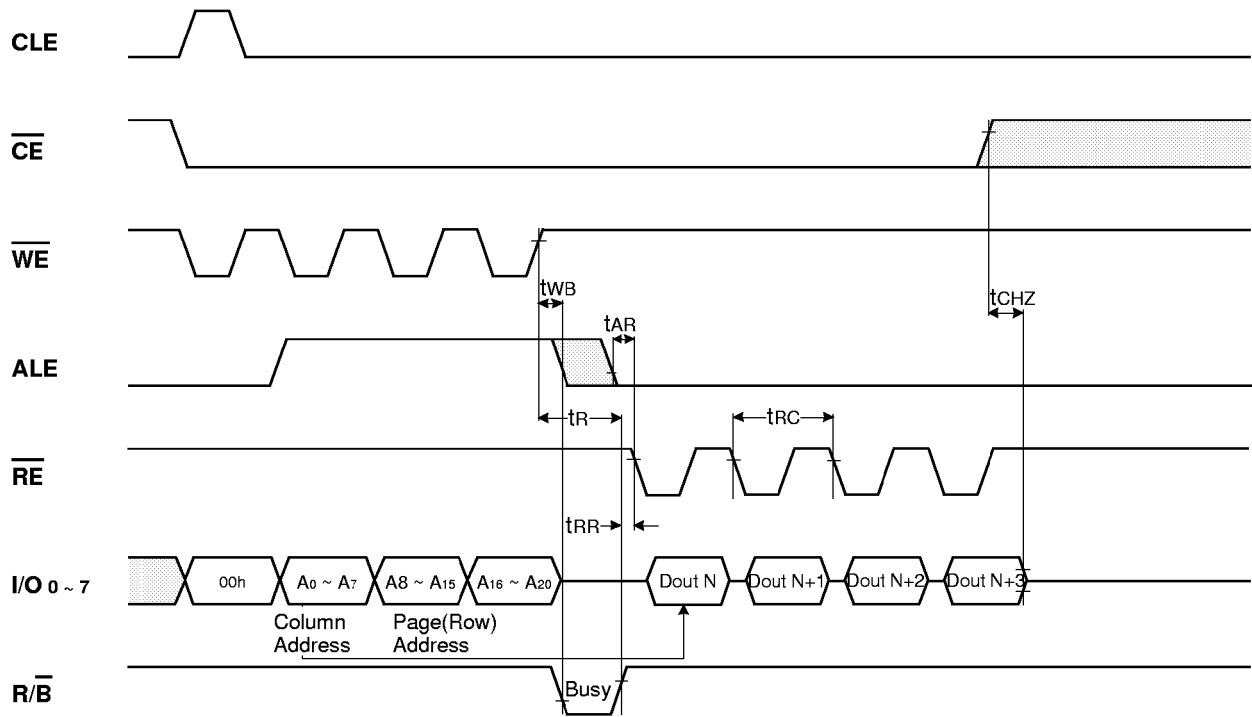 CLE
CE
WE
tWB
tCHZ
tAR
ALE
tR
tRC
RE
tRR
I/O 0 ~ 7
00h
A0 ~ A7
A8 ~ A15
A16 ~ A20
Dout N
Dout N+1
Dout N+2
Dout N+3
Column
Address
Page(Row)
Address
R/B
Busy